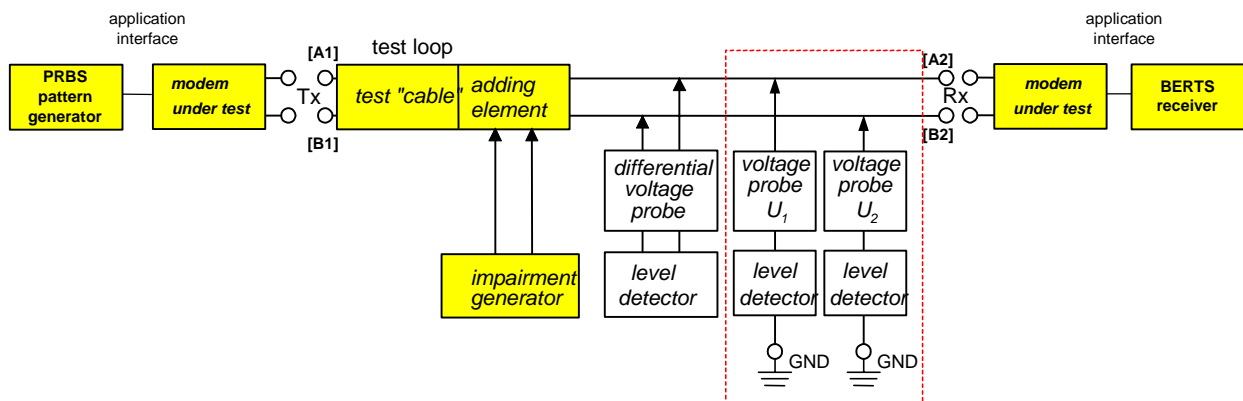 application
interface
PRBS
pattern
generator
modem
under test
[A1]
Tx
[B1]
test loop
test "cable"
adding
element
impairment
generator
differential
voltage
probe
level
detector
voltage
probe
U1
level
detector
GND
voltage
probe
U2
level
detector
GND
[A2]
Rx
[B2]
application
interface
modem
under test
BERTS
receiver